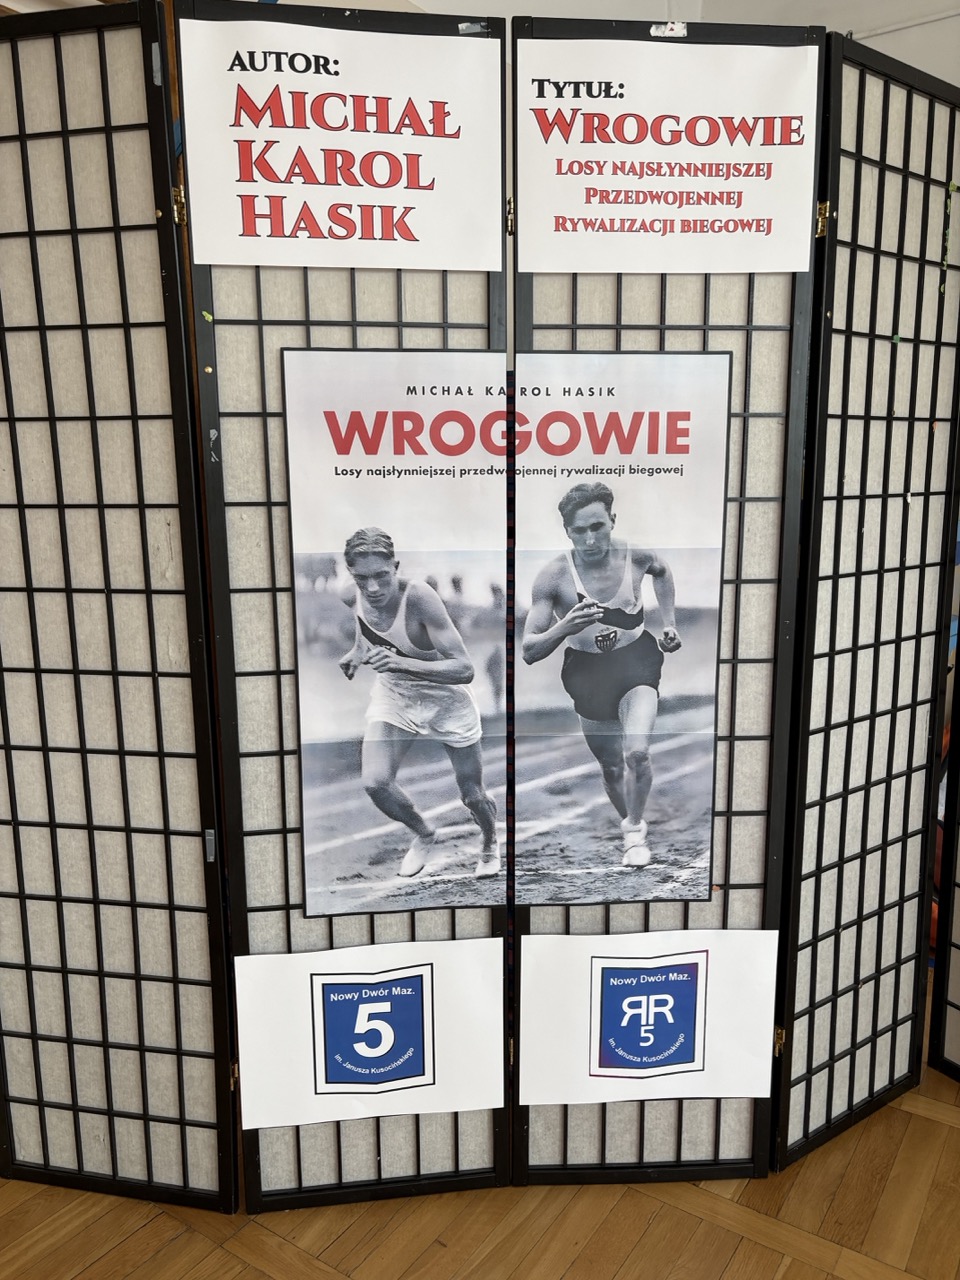 AUTOR:
MICHAŁ
KAROL
HASIK
TYTUŁ:
WROGOWIE
LOSY NAJSŁYNNIEJSZEJ
PRZEDWOJENNEJ
RYWALIZACJI BIEGOWEJ
MICHAŁ KAROL HASIK
WROGOWIE
Losy najsłynniejszej przedwojennej rywalizacji biegowej
Nowy Dwór Maz.
5
im. Janusza Kusocińskiego
Nowy Dwór Maz.
RR
5
im. Janusza Kusocińskiego